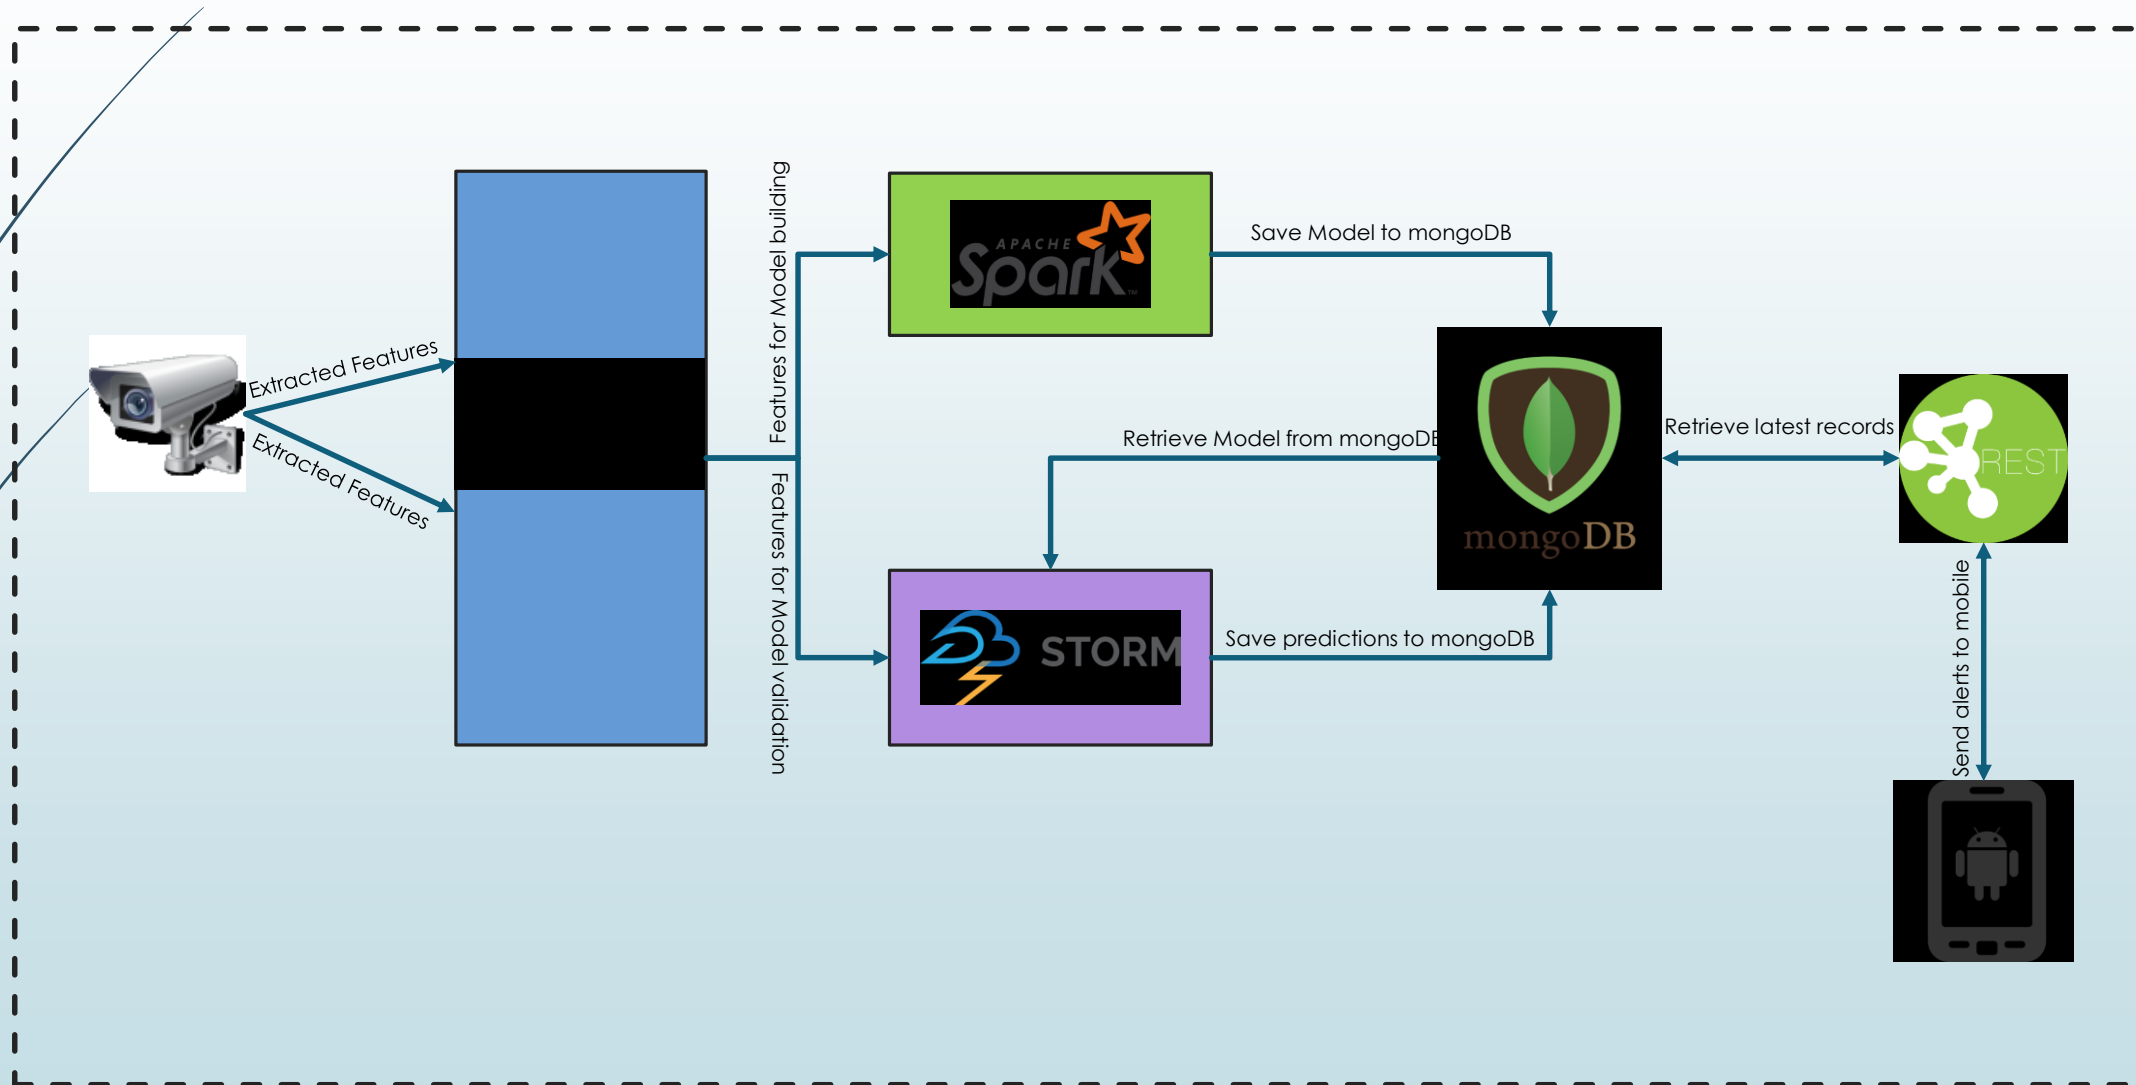 Extracted Features
Extracted Features
Features for Model building
Features for Model validation
APACHE
Spark™
Save Model to mongoDB
Retrieve Model from mongoDB
STORM
Save predictions to mongoDB
mongoDB
Retrieve latest records
REST
Send alerts to mobile